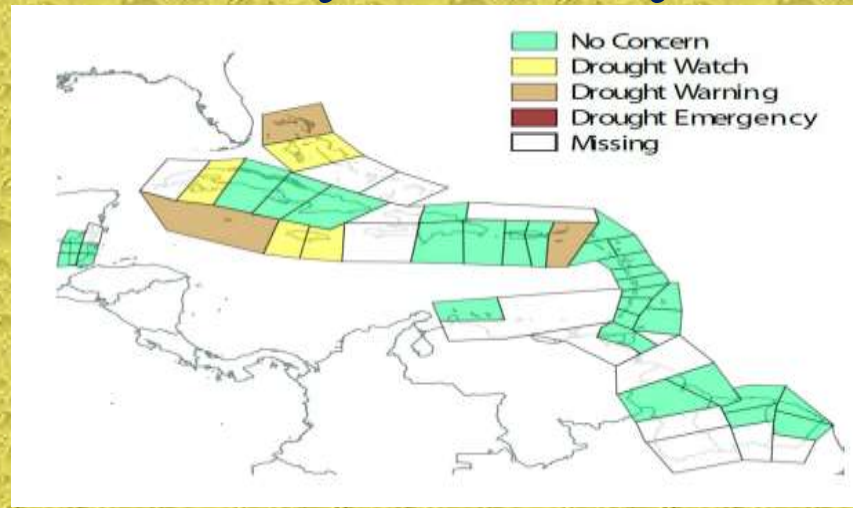 No Concern
Drought Watch
Drought Warning
Drought Emergency
Missing